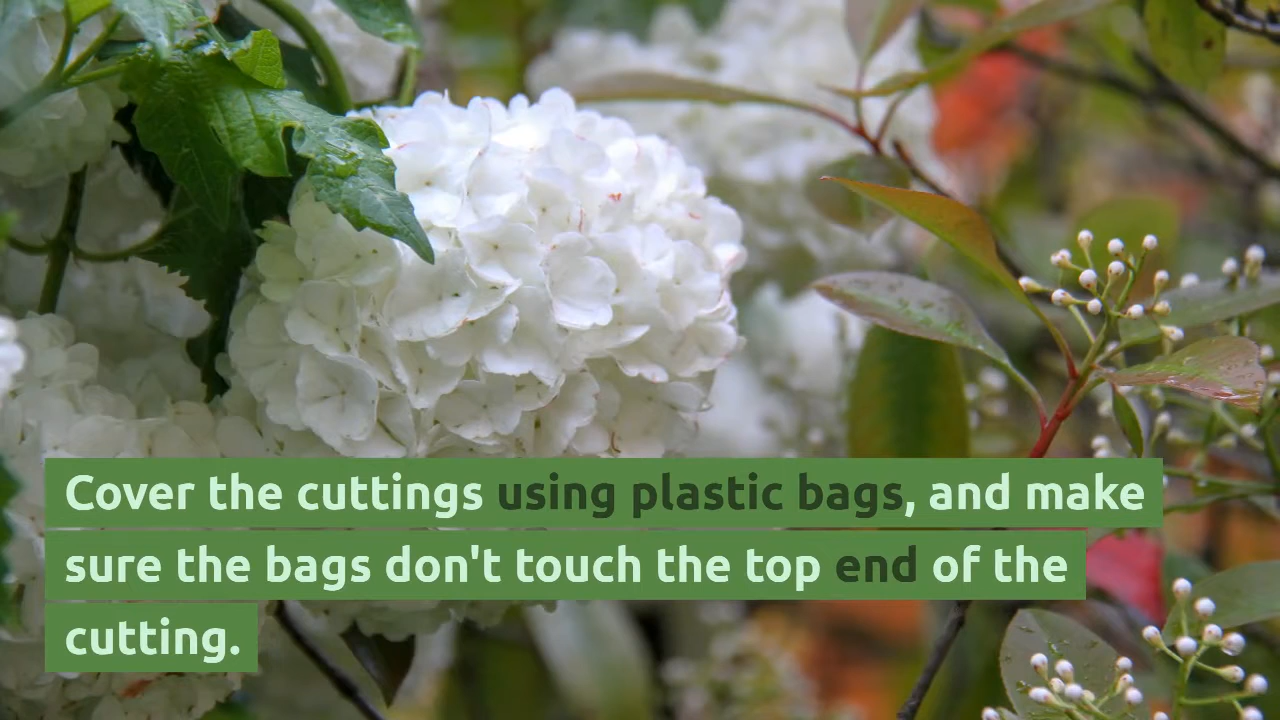 Cover the cuttings using plastic bags, and make
sure the bags don't touch the top end of the
cutting.